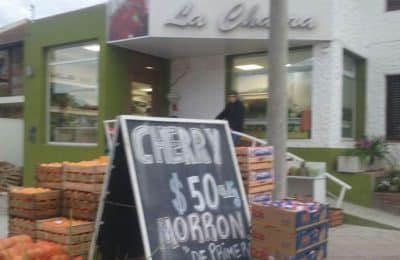 La Chacra
CHERRY
$50
MORRON
"DE PRIMERA